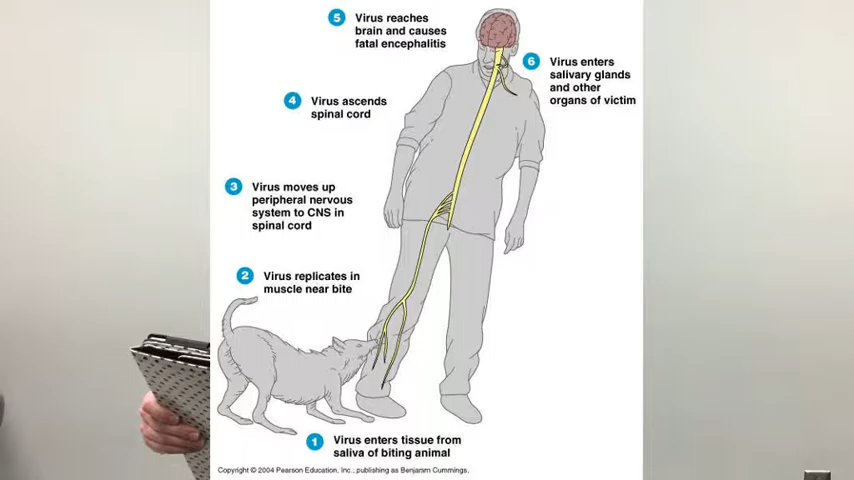 5 Virus reaches
brain and causes
fatal encephalitis
6 Virus enters
salivary glands
and other
organs of victim
4 Virus ascends
spinal cord
3 Virus moves up
peripheral nervous
system to CNS in
spinal cord
2 Virus replicates in
muscle near bite
1 Virus enters tissue from
saliva of biting animal
Copyright © 2004 Pearson Education, Inc., publishing as Benjamin Cummings.